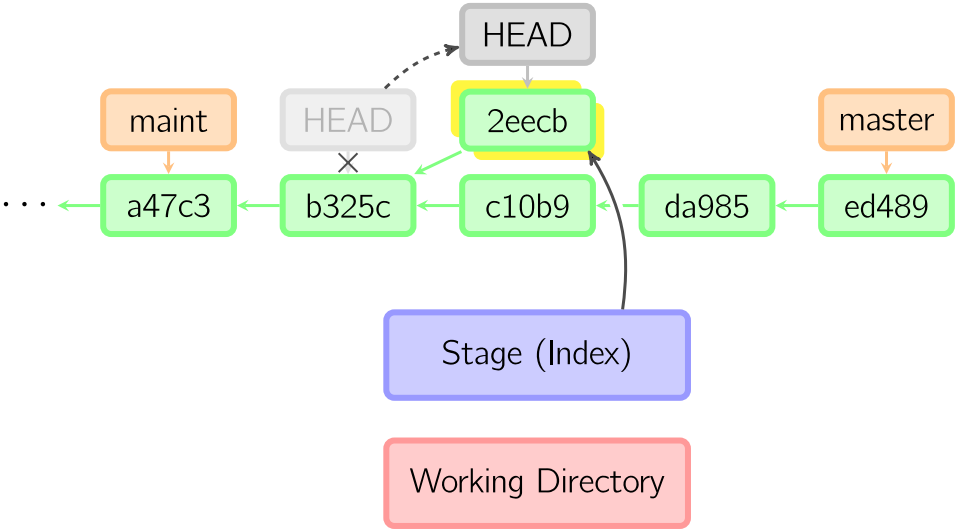 HEAD
maint
HEAD
2eecb
master
...
a47c3
b325c
c10b9
da985
ed489
Stage (Index)
Working Directory